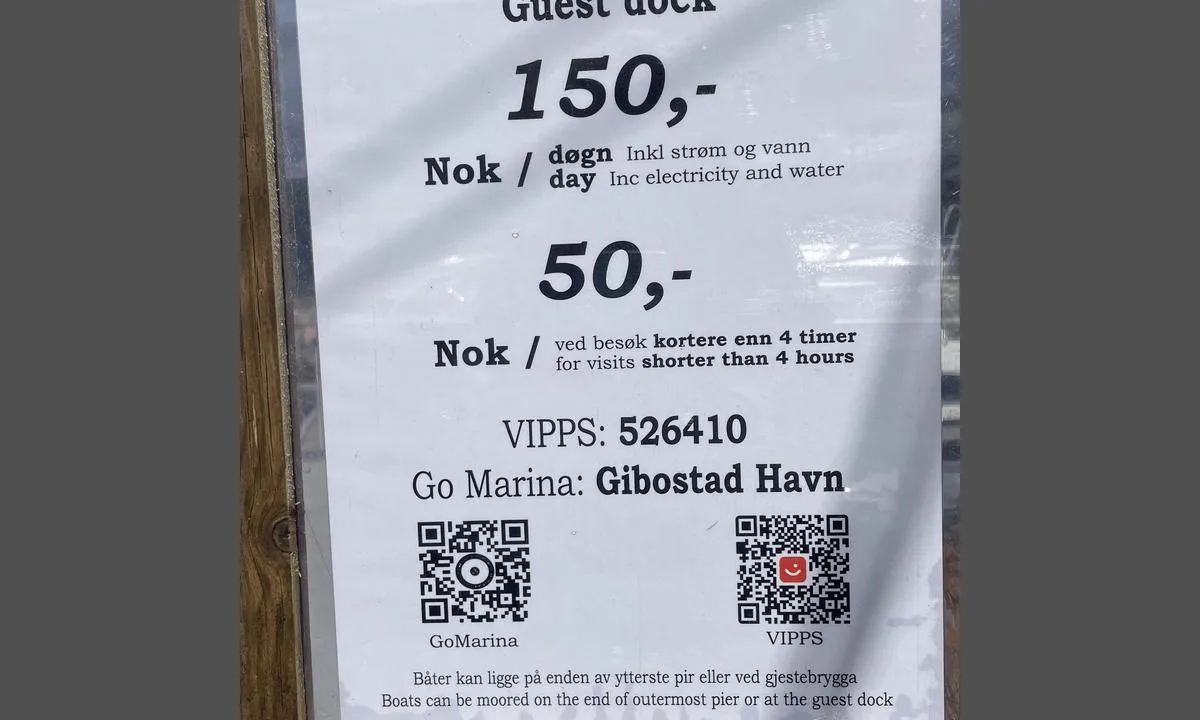 Guest dock
150,-
Nok / døgn Inkl strøm og vann
day Inc electricity and water
50,-
Nok / ved besøk kortere enn 4 timer
for visits shorter than 4 hours
VIPPS: 526410
Go Marina: Gibostad Havn
GoMarina
VIPPS
Båter kan ligge på enden av ytterste pir eller ved gjestebrygga
Boats can be moored on the end of outermost pier or at the guest dock